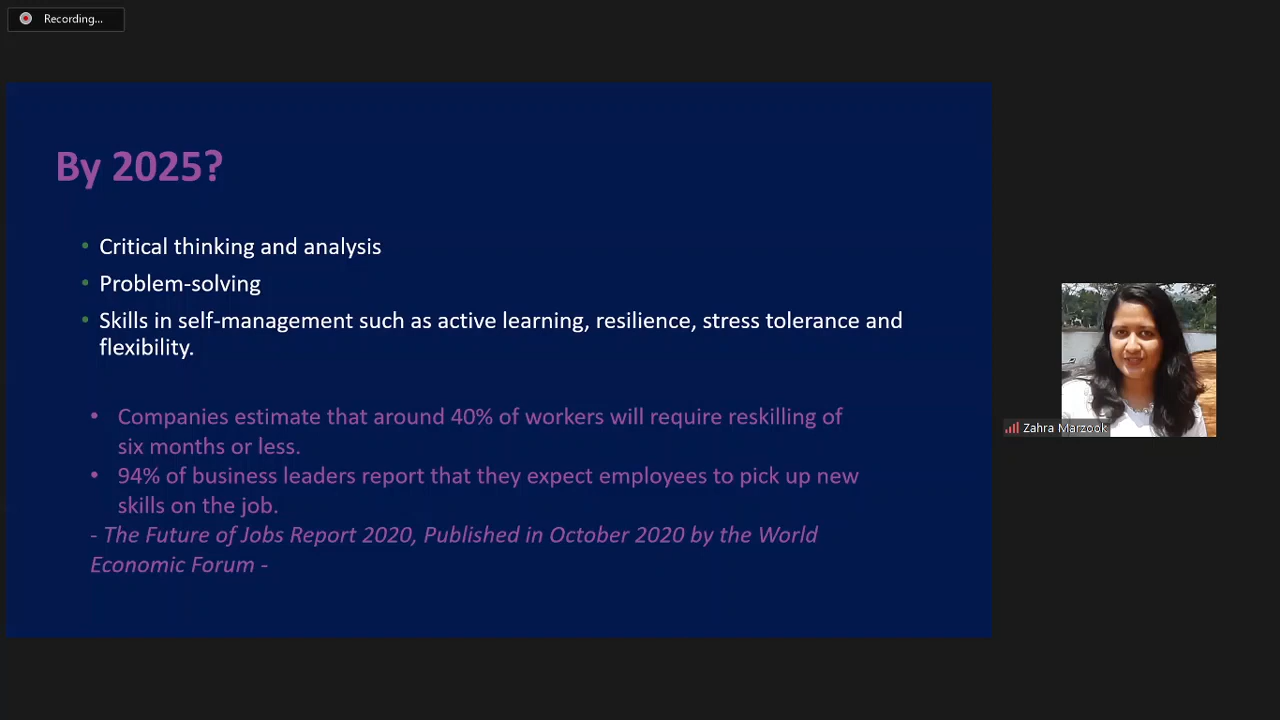 Recording...
By 2025?
• Critical thinking and analysis
• Problem-solving
• Skills in self-management such as active learning, resilience, stress tolerance and
flexibility.
• Companies estimate that around 40% of workers will require reskilling of
six months or less.
• 94% of business leaders report that they expect employees to pick up new
skills on the job.
- The Future of Jobs Report 2020, Published in October 2020 by the World
Economic Forum -
Zahra Marzook